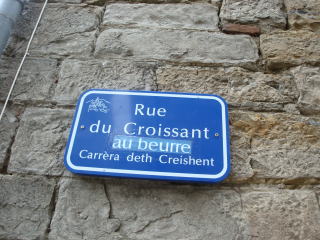 Rue
du Croissant
au beurre
Carrèra deth Creishent